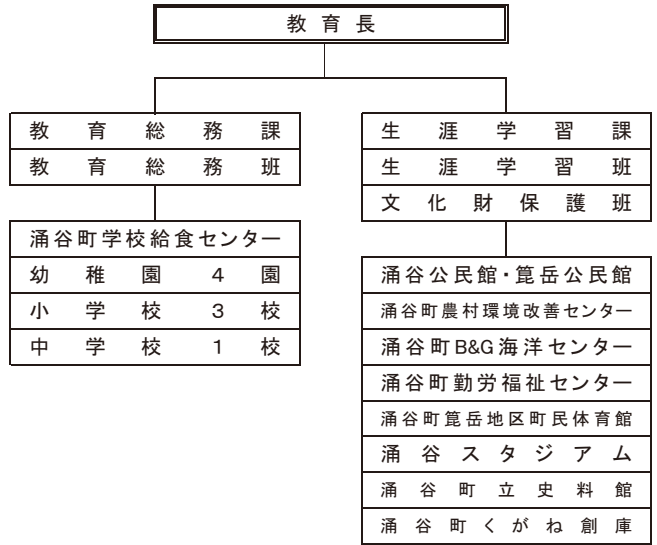 教育長
教育総務課
教育総務班
涌谷町学校給食センター
幼稚園4園
小学校3校
中学校1校
生涯学習課
生涯学習班
文化財保護班
涌谷公民館・箟岳公民館
涌谷町農村環境改善センター
涌谷町B&G海洋センター
涌谷町勤労福祉センター
涌谷町箟岳地区町民体育館
涌谷スタジアム
涌谷町立史料館
涌谷町くがね創庫